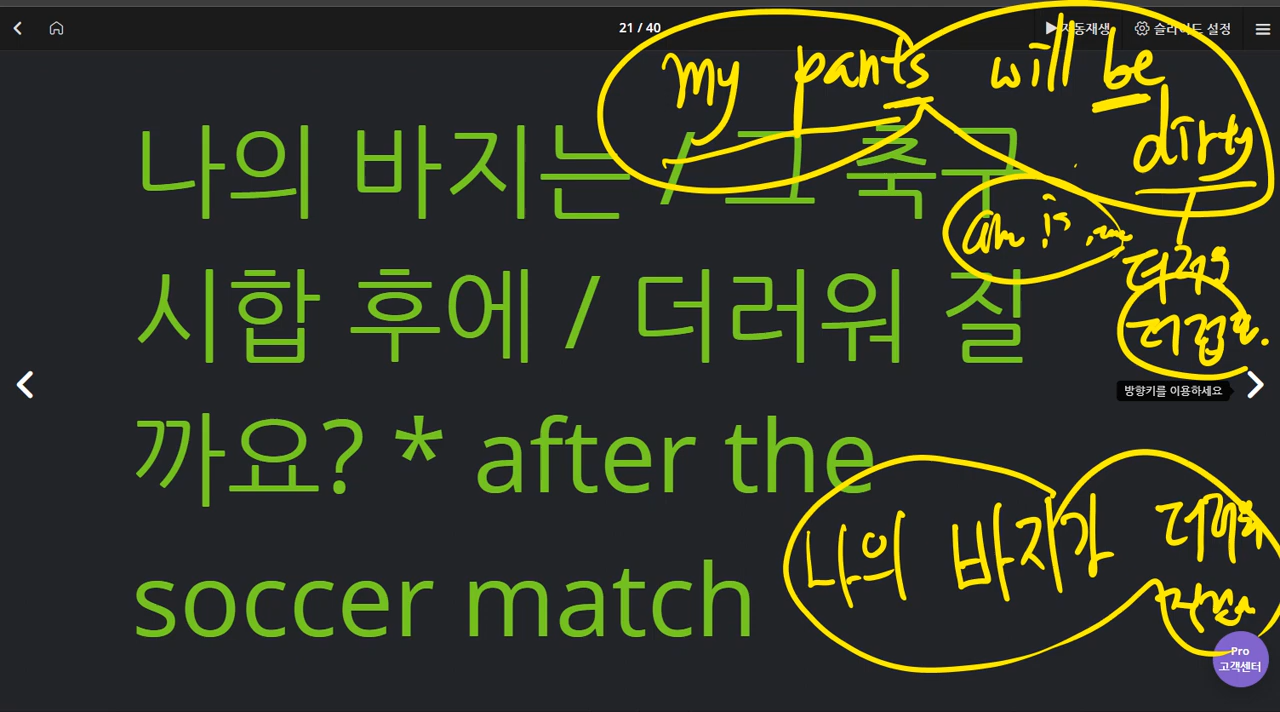 21 / 40
자동재생
슬라이드 설정
my pants will be
dirty
나의 바지는 / 그 축구
am is are
시합 후에 / 더러워 질
더러운
더럽다.
방향키를 이용하세요
까요? * after the
나의 바지가 더러워
soccer match
Pro
고객센터